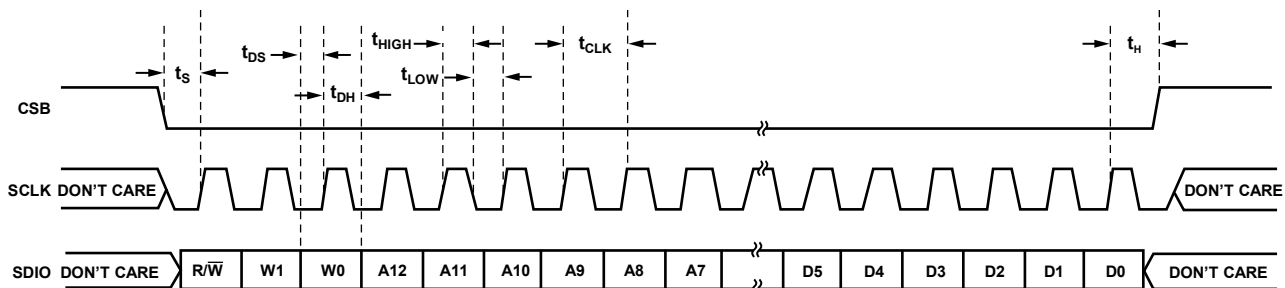 tDS
tHIGH
tCLK
tH
tS
tDH
tLOW
CSB
SCLK DON'T CARE
DON'T CARE
SDIO DON'T CARE R/W̅ W1 W0 A12 A11 A10 A9 A8 A7 D5 D4 D3 D2 D1 D0 DON'T CARE